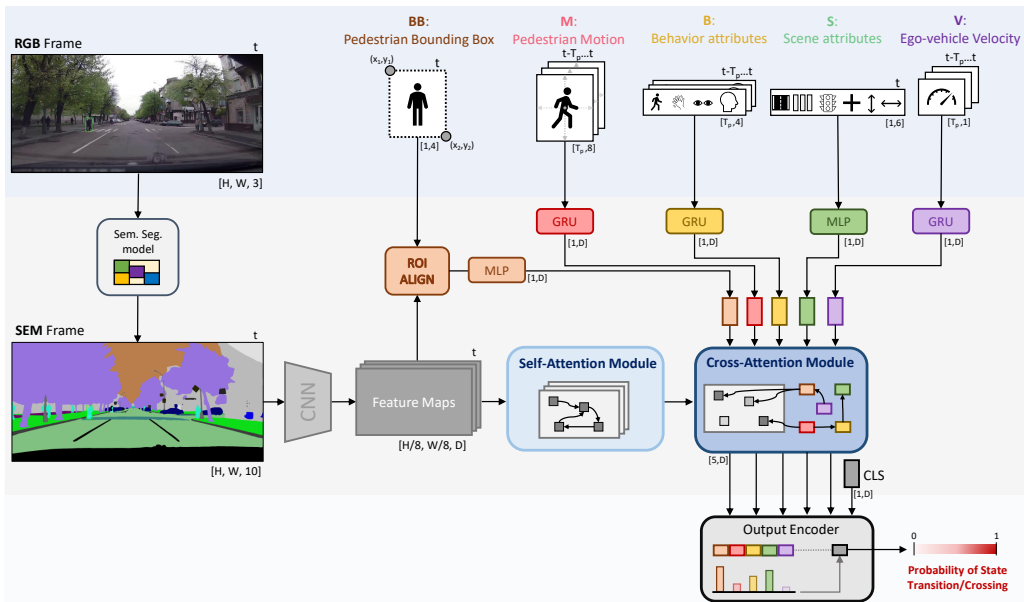 BB:
Pedestrian Bounding Box
M:
Pedestrian Motion
B:
Behavior attributes
S:
Scene attributes
V:
Ego-vehicle Velocity
RGB Frame
t
[H, W, 3]
(x₁,y₁)
t
(x₂,y₂)
[1,4]
t-Tₚ...t
[Tₚ,8]
t-Tₚ...t
[Tₚ,4]
t
[1,6]
t-Tₚ...t
[Tₚ,1]
Sem. Seg.
model
GRU
[1,D]
GRU
[1,D]
MLP
[1,D]
GRU
[1,D]
ROI
ALIGN
MLP
[1,D]
SEM Frame
t
[H, W, 10]
CNN
t
Feature Maps
[H/8, W/8, D]
Self-Attention Module
Cross-Attention Module
[5,D]
CLS
[1,D]
Output Encoder
0
1
Probability of State
Transition/Crossing